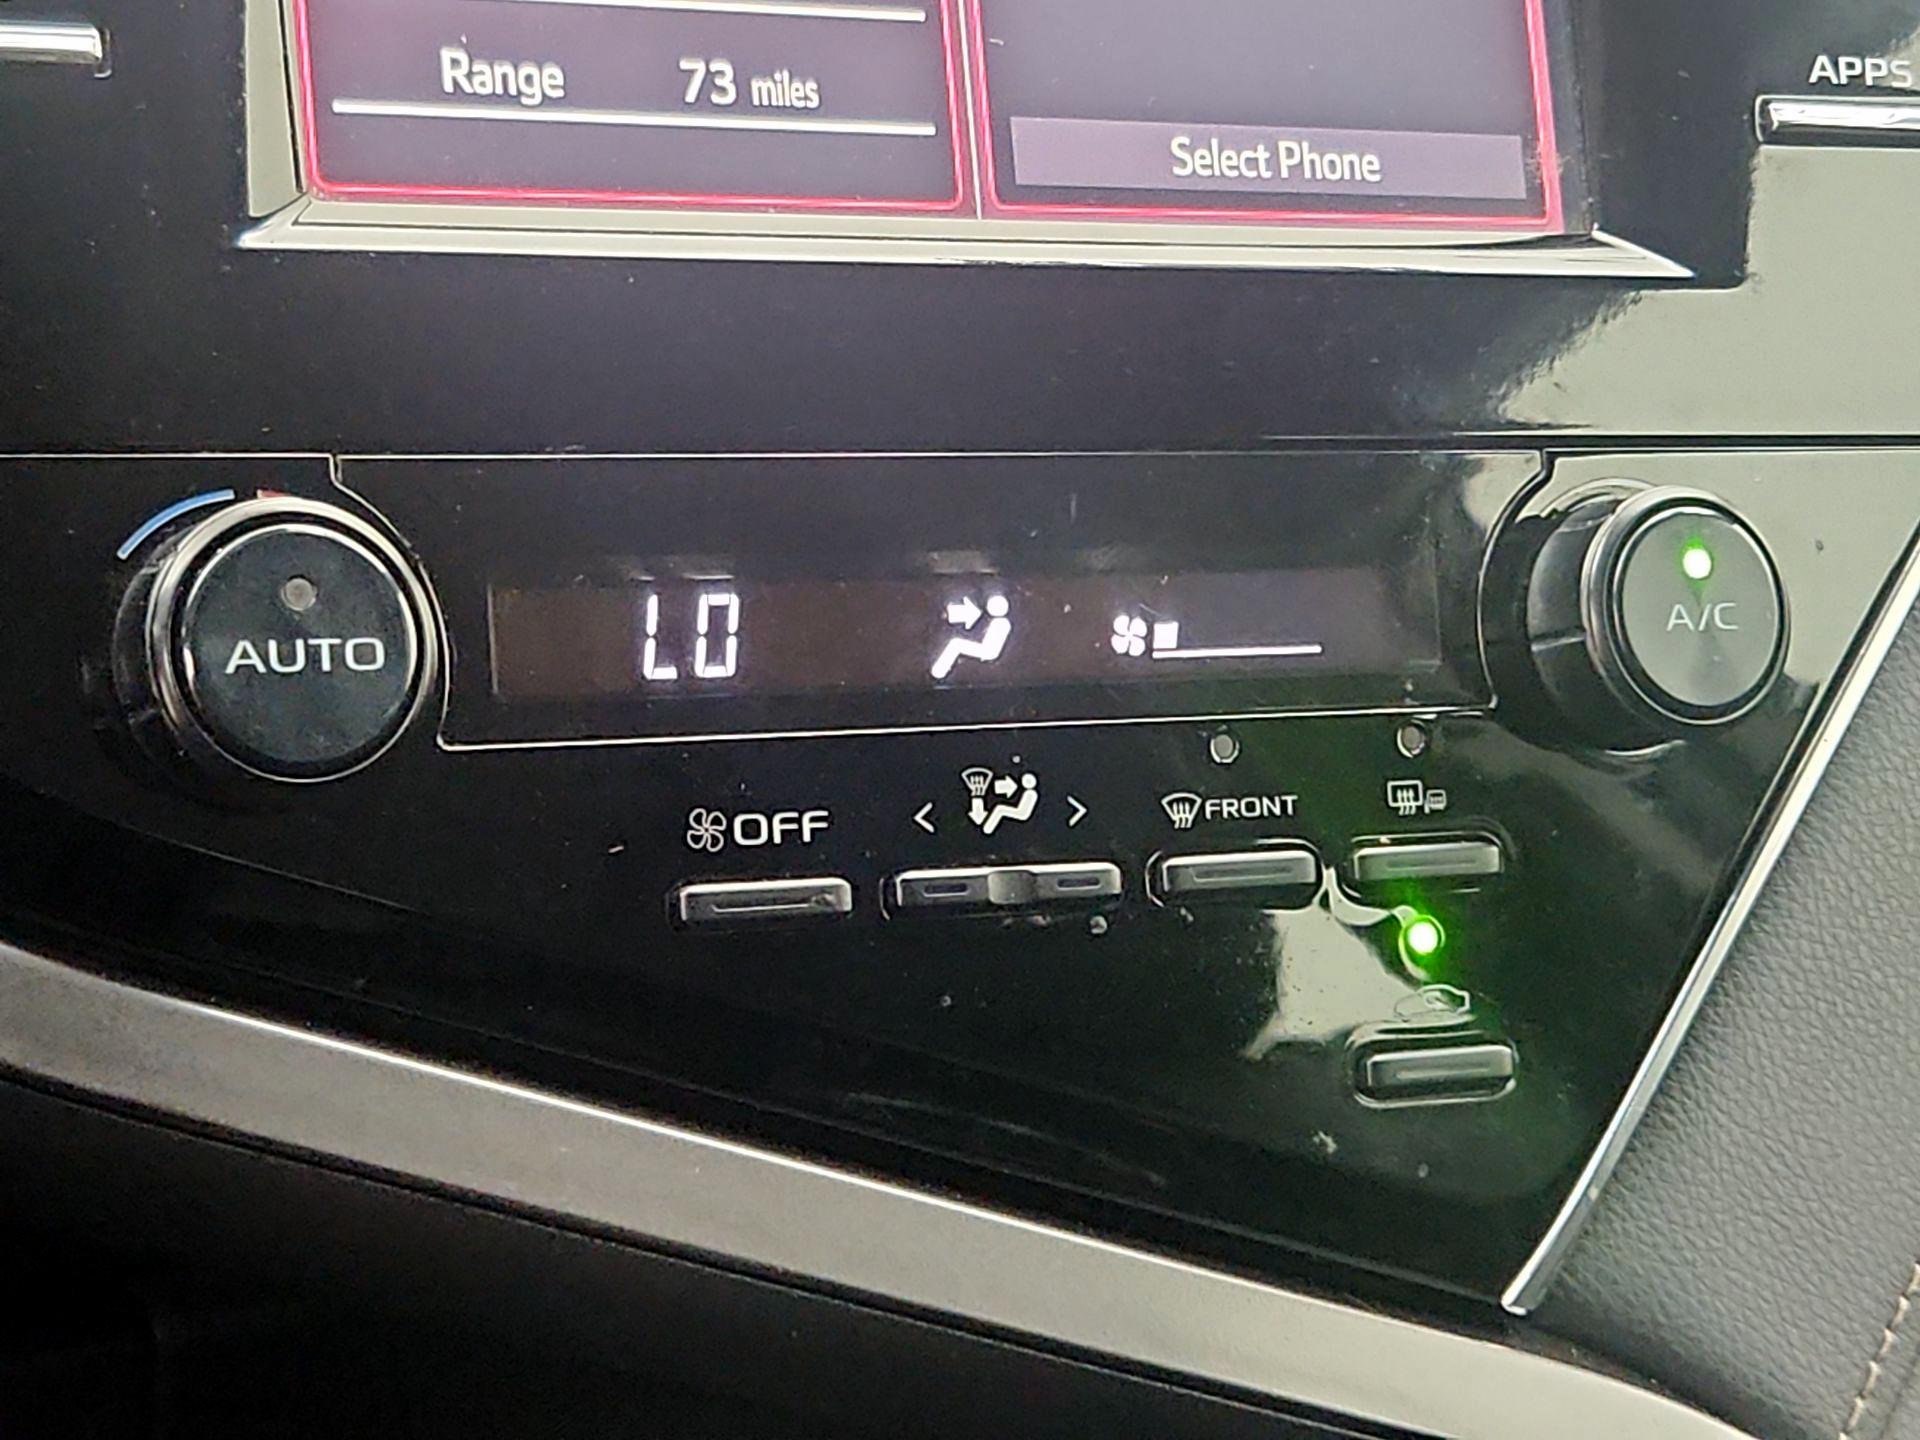 Range 73 miles
Select Phone
APPS
AUTO
LO
A/C
OFF
< >
FRONT